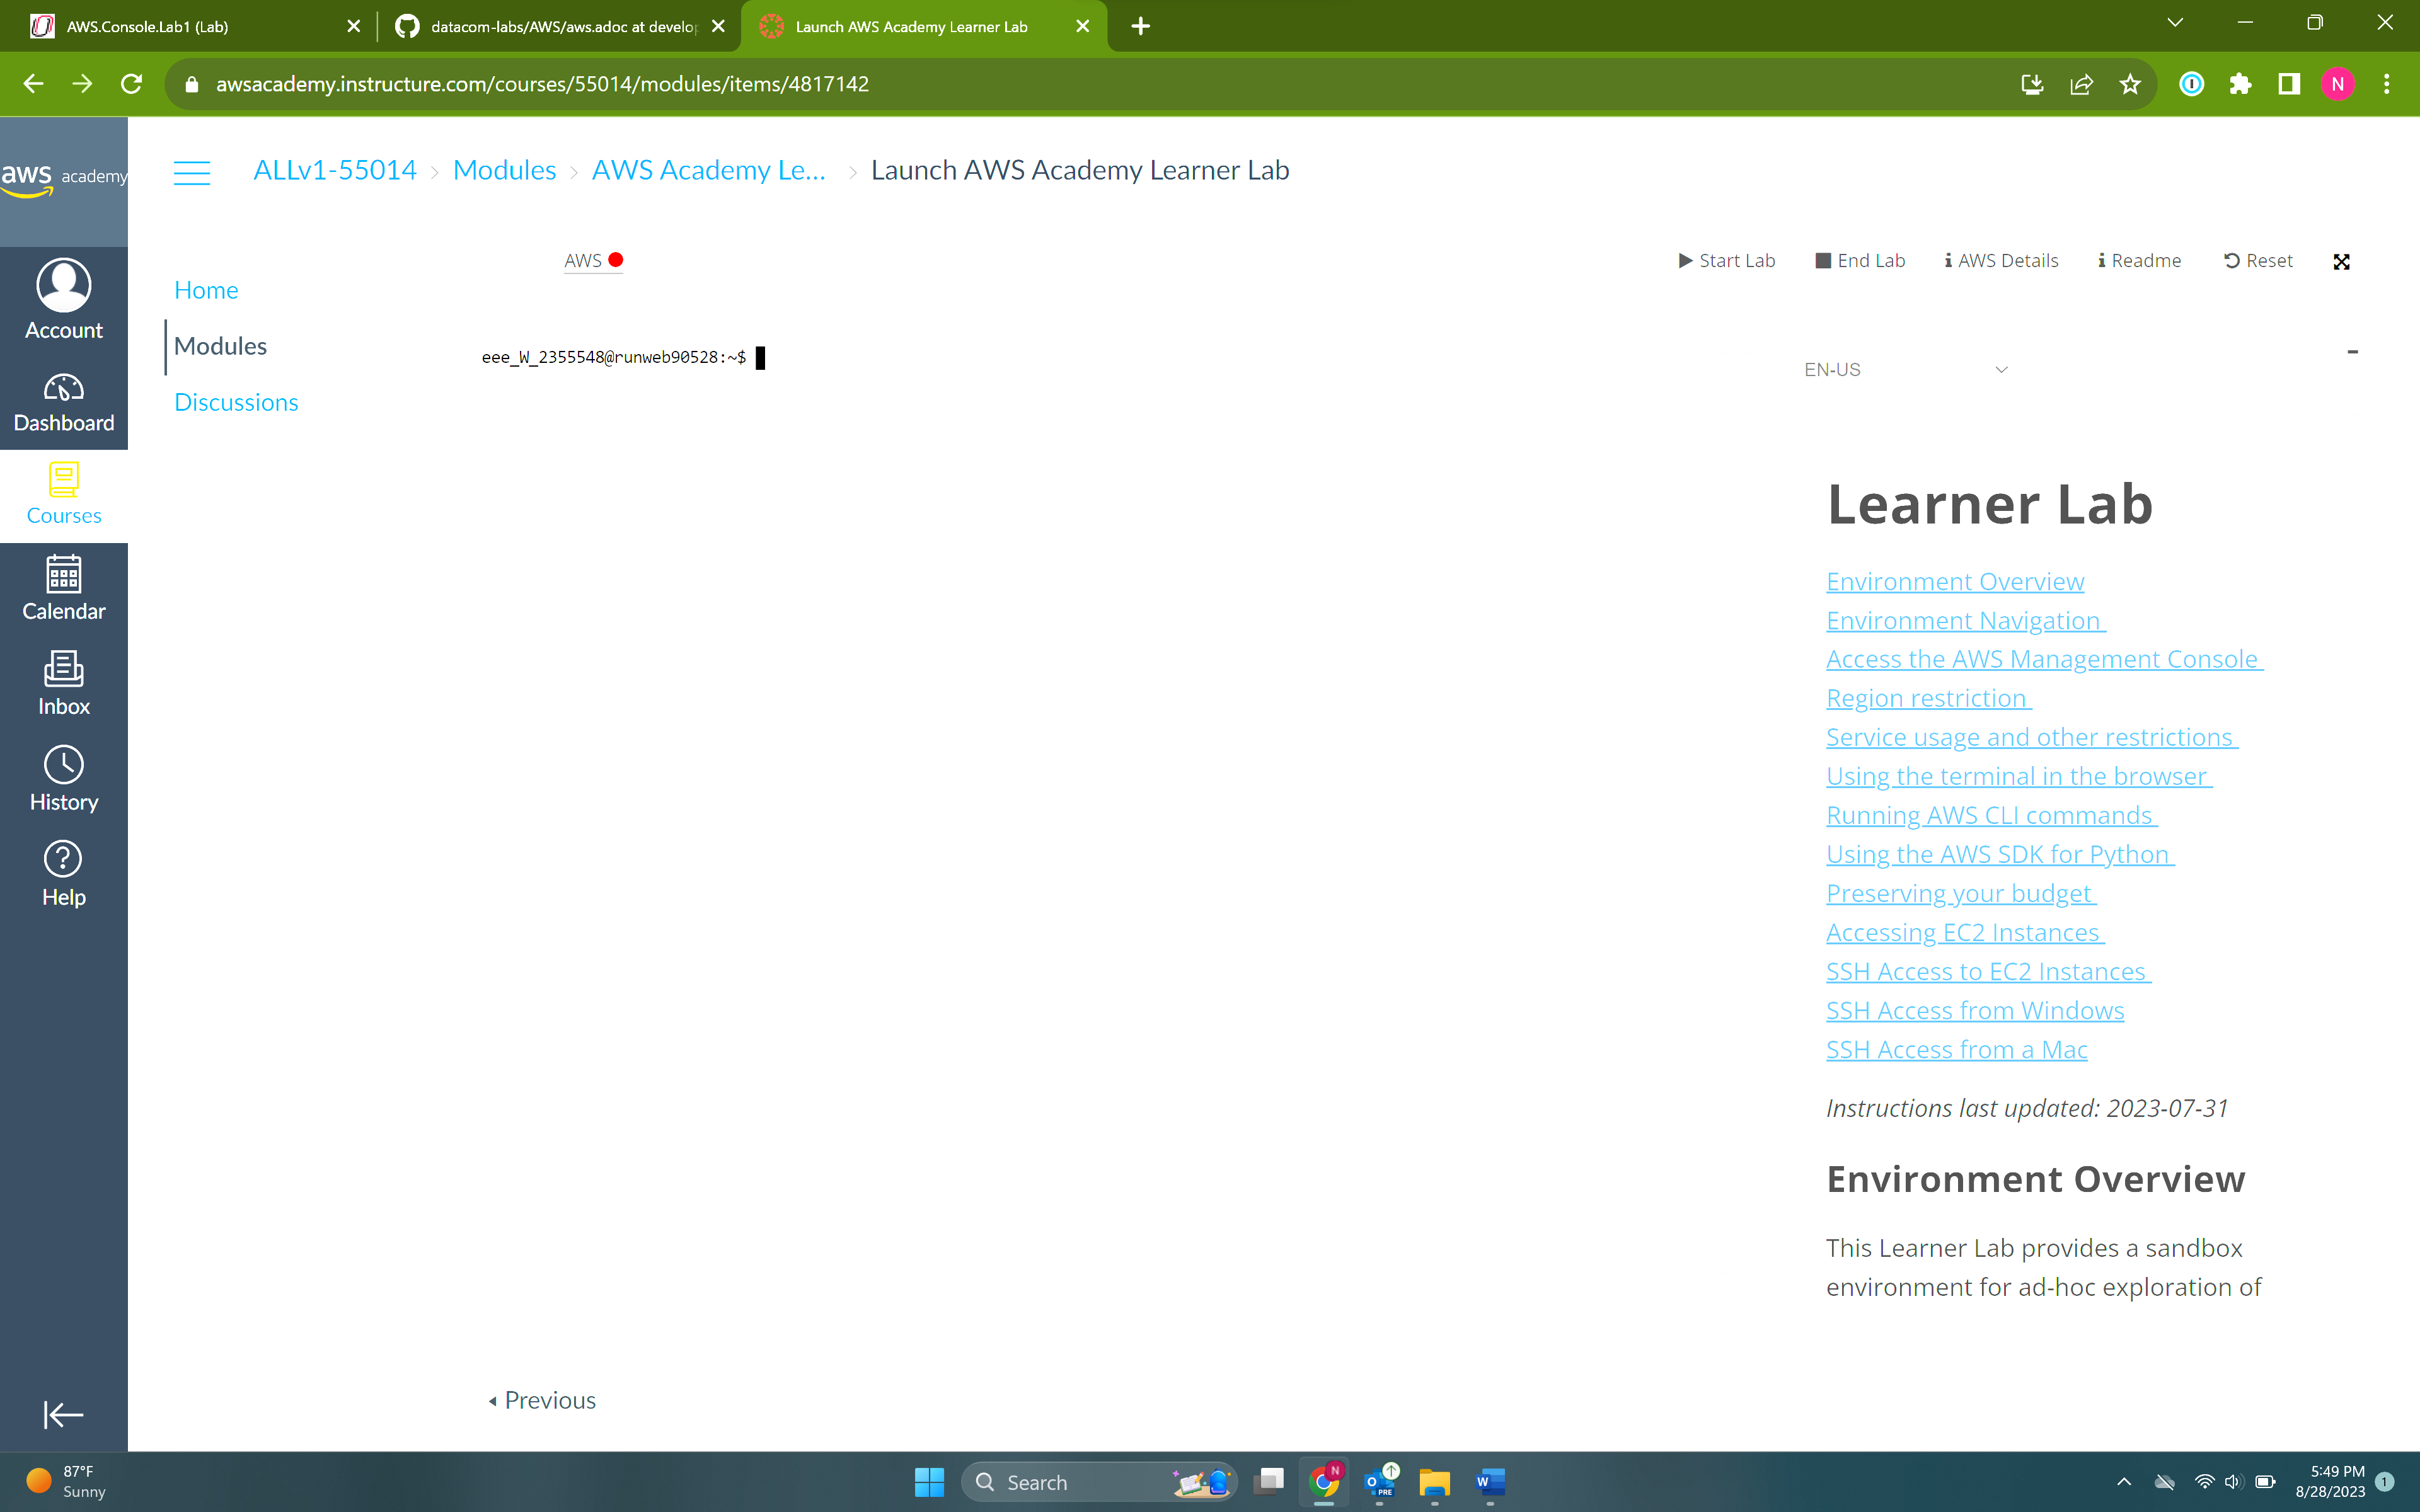 AWS.Console.Lab1 (Lab)
datacom-labs/AWS/aws.adoc at develop
Launch AWS Academy Learner Lab
awsacademy.instructure.com/courses/55014/modules/items/4817142
N
aws academy
ALLv1-55014 > Modules > AWS Academy Le... > Launch AWS Academy Learner Lab
Account
Dashboard
Courses
Calendar
Inbox
History
Help
Home
Modules
Discussions
AWS
Start Lab
End Lab
AWS Details
Readme
Reset
eee_W_2355548@runweb90528:~$
EN-US
Learner Lab
Environment Overview
Environment Navigation
Access the AWS Management Console
Region restriction
Service usage and other restrictions
Using the terminal in the browser
Running AWS CLI commands
Using the AWS SDK for Python
Preserving your budget
Accessing EC2 Instances
SSH Access to EC2 Instances
SSH Access from Windows
SSH Access from a Mac
Instructions last updated: 2023-07-31
Environment Overview
This Learner Lab provides a sandbox
environment for ad-hoc exploration of
Previous
87°F
Sunny
Search
N
PRE
W
5:49 PM
8/28/2023
1